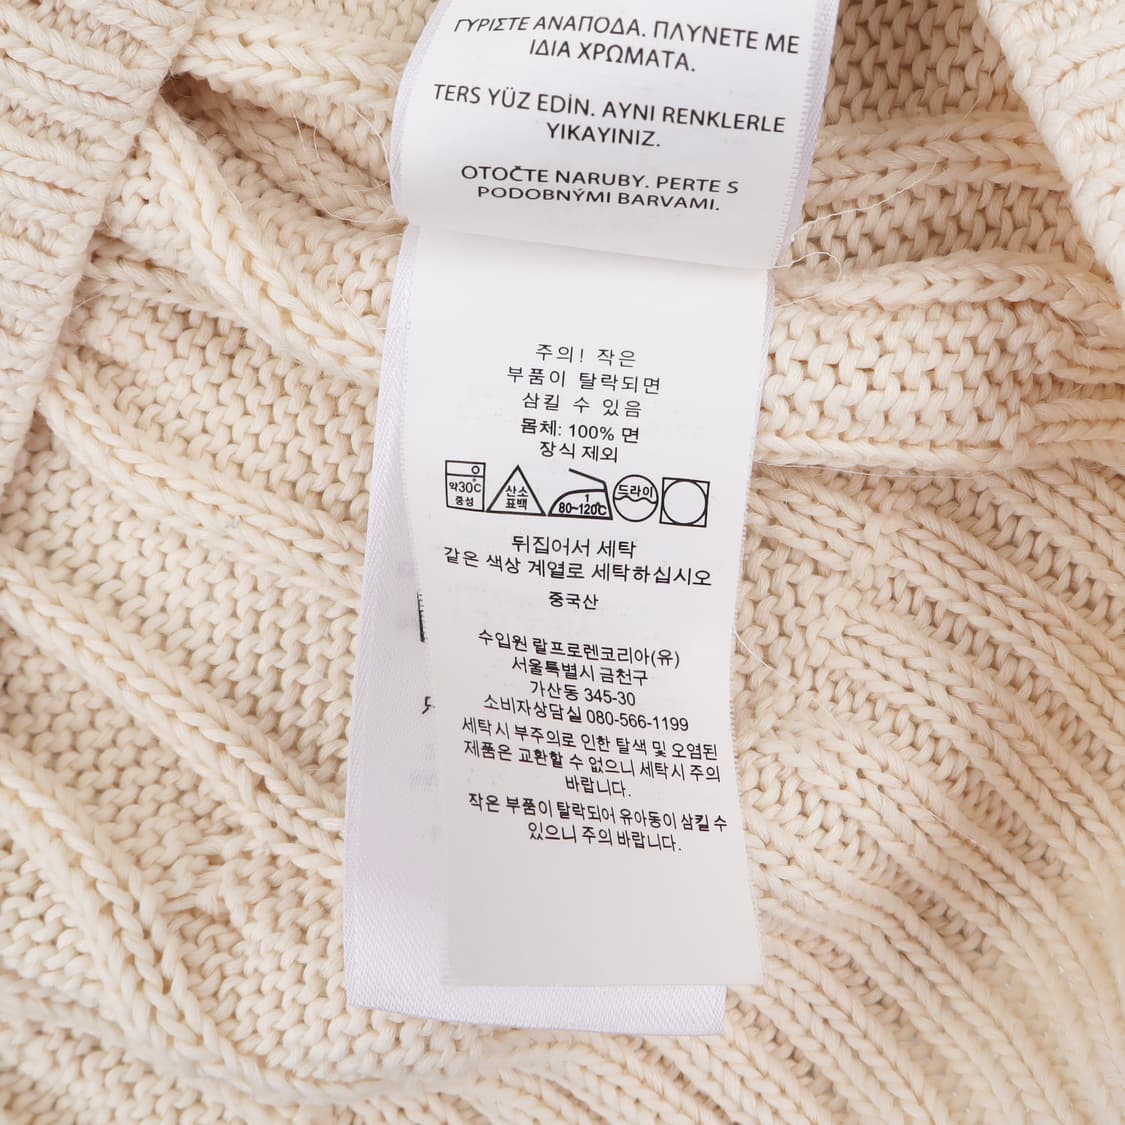 ΓΥΡΙΣΤΕ ΑΝΑΠΟΔΑ. ΠΛΥΝΕΤΕ ΜΕ
ΙΔΙΑ ΧΡΩΜΑΤΑ.
TERS YÜZ EDİN. AYNI RENKLERLE
YIKAYINIZ.
OTOČTE NARUBY. PERTE S
PODOBNÝMI BARVAMI.
주의! 작은
부품이 탈락되면
삼킬 수 있음
몸체: 100% 면
장식 제외
약30℃
중성
산소
표백
1
80~120℃
드라이
뒤집어서 세탁
같은 색상 계열로 세탁하십시오
중국산
수입원 랄프로렌코리아(유)
서울특별시 금천구
가산동 345-30
소비자상담실 080-566-1199
세탁시 부주의로 인한 탈색 및 오염된
제품은 교환할 수 없으니 세탁시 주의
바랍니다.
작은 부품이 탈락되어 유아동이 삼킬 수
있으니 주의 바랍니다.